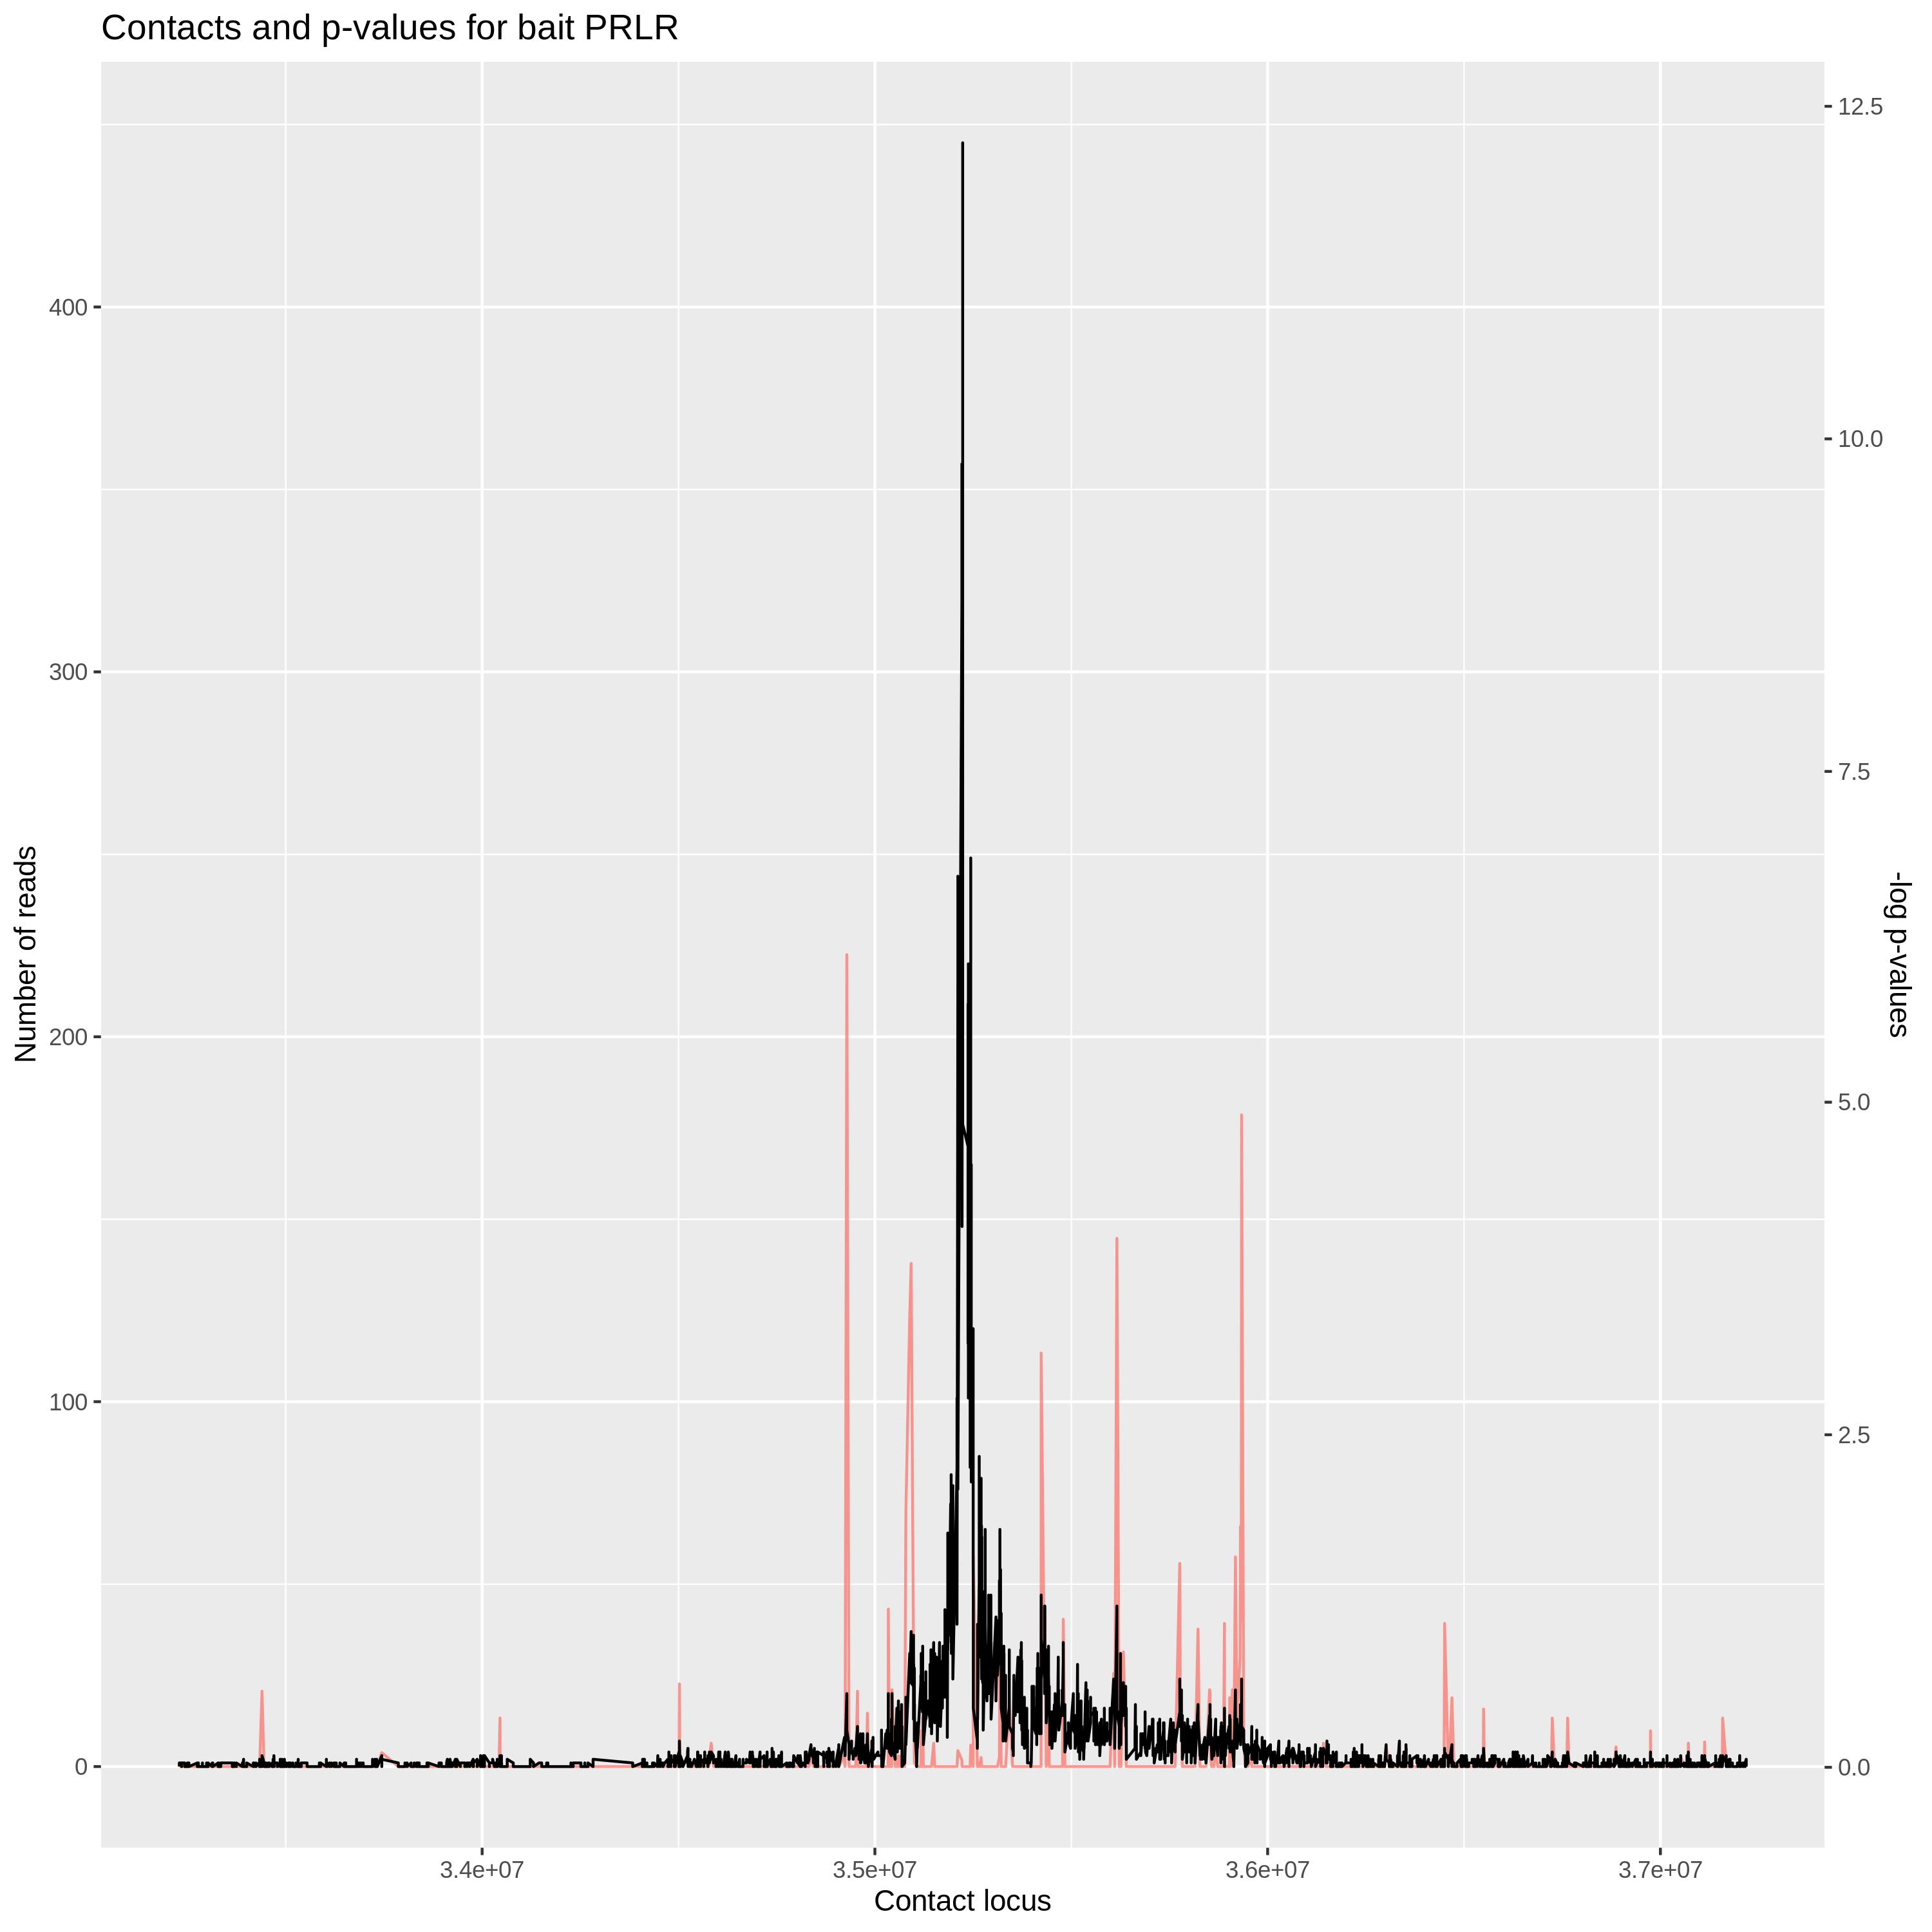 Contacts and p-values for bait PRLR
12.5
400
10.0
300
7.5
Number of reads
-log p-values
200
5.0
100
2.5
0
0.0
3.4e+07
3.5e+07
3.6e+07
3.7e+07
Contact locus